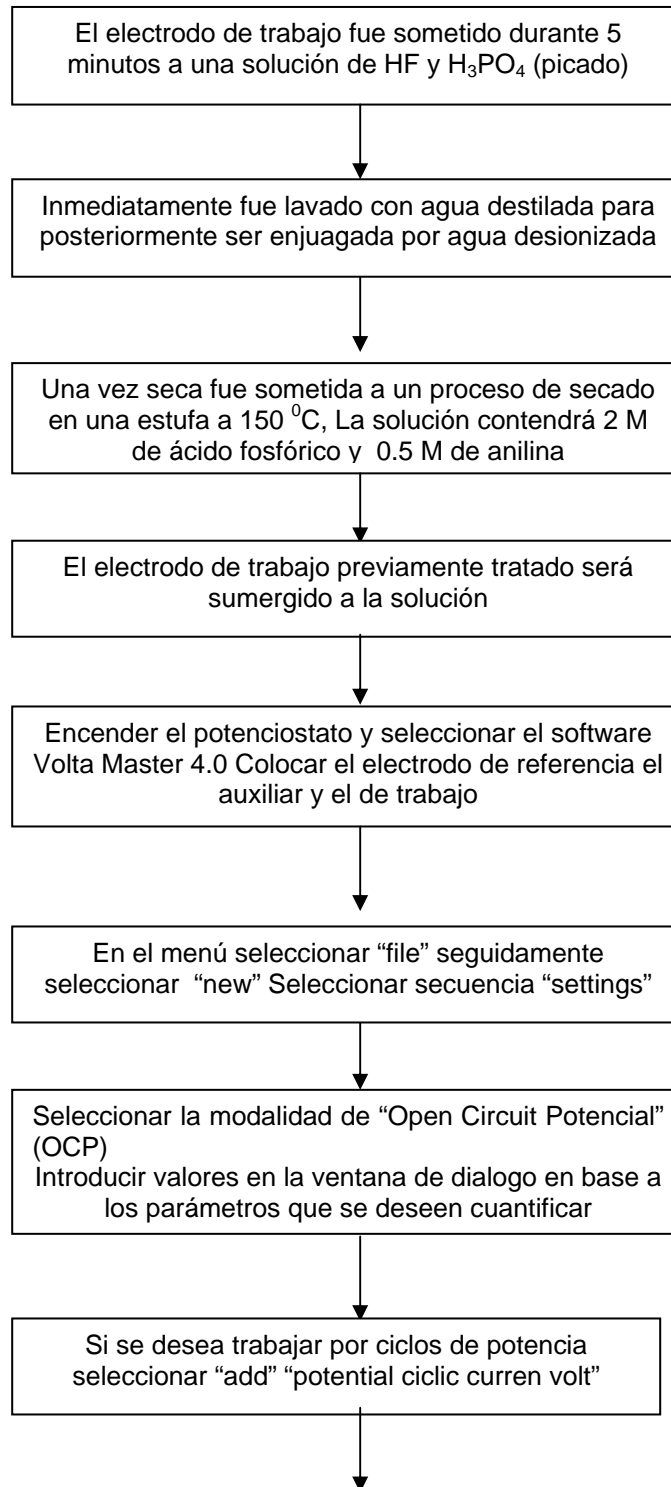 El electrodo de trabajo fue sometido durante 5
minutos a una solución de HF y H₃PO₄ (picado)
Inmediatamente fue lavado con agua destilada para
posteriormente ser enjuagada por agua desionizada
Una vez seca fue sometida a un proceso de secado
en una estufa a 150 ⁰C, La solución contendrá 2 M
de ácido fosfórico y 0.5 M de anilina
El electrodo de trabajo previamente tratado será
sumergido a la solución
Encender el potenciostato y seleccionar el software
Volta Master 4.0 Colocar el electrodo de referencia el
auxiliar y el de trabajo
En el menú seleccionar “file” seguidamente
seleccionar “new” Seleccionar secuencia “settings”
Seleccionar la modalidad de “Open Circuit Potencial”
(OCP)
Introducir valores en la ventana de dialogo en base a
los parámetros que se deseen cuantificar
Si se desea trabajar por ciclos de potencia
seleccionar “add” “potential ciclic curren volt”